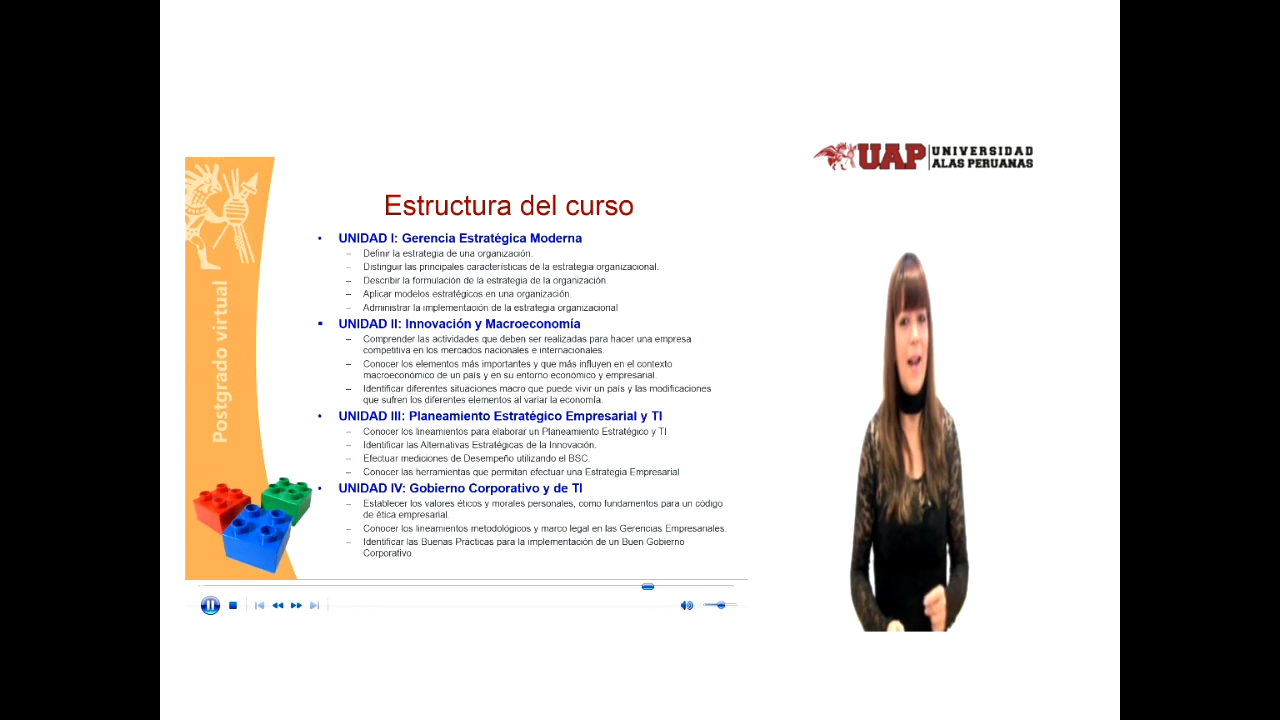 UAP UNIVERSIDAD
ALAS PERUANAS
Postgrado virtual
Estructura del curso
• UNIDAD I: Gerencia Estratégica Moderna
– Definir la estrategia de una organización.
– Distinguir las principales características de la estrategia organizacional.
– Describir la formulación de la estrategia de la organización.
– Aplicar modelos estratégicos en una organización.
– Administrar la implementación de la estrategia organizacional
▪ UNIDAD II: Innovación y Macroeconomía
– Comprender las actividades que deben ser realizadas para hacer una empresa
competitiva en los mercados nacionales e internacionales.
– Conocer los elementos más importantes y que más influyen en el contexto
macroeconómico de un país y en su entorno económico y empresarial.
– Identificar diferentes situaciones macro que puede vivir un país y las modificaciones
que sufren los diferentes elementos al variar la economía.
• UNIDAD III: Planeamiento Estratégico Empresarial y TI
– Conocer los lineamientos para elaborar un Planeamiento Estratégico y TI
– Identificar las Alternativas Estratégicas de la Innovación.
– Efectuar mediciones de Desempeño utilizando el BSC.
– Conocer las herramientas que permitan efectuar una Estrategia Empresarial
• UNIDAD IV: Gobierno Corporativo y de TI
– Establecer los valores éticos y morales personales, como fundamentos para un código
de ética empresarial.
– Conocer los lineamientos metodológicos y marco legal en las Gerencias Empresariales.
– Identificar las Buenas Prácticas para la implementación de un Buen Gobierno
Corporativo.